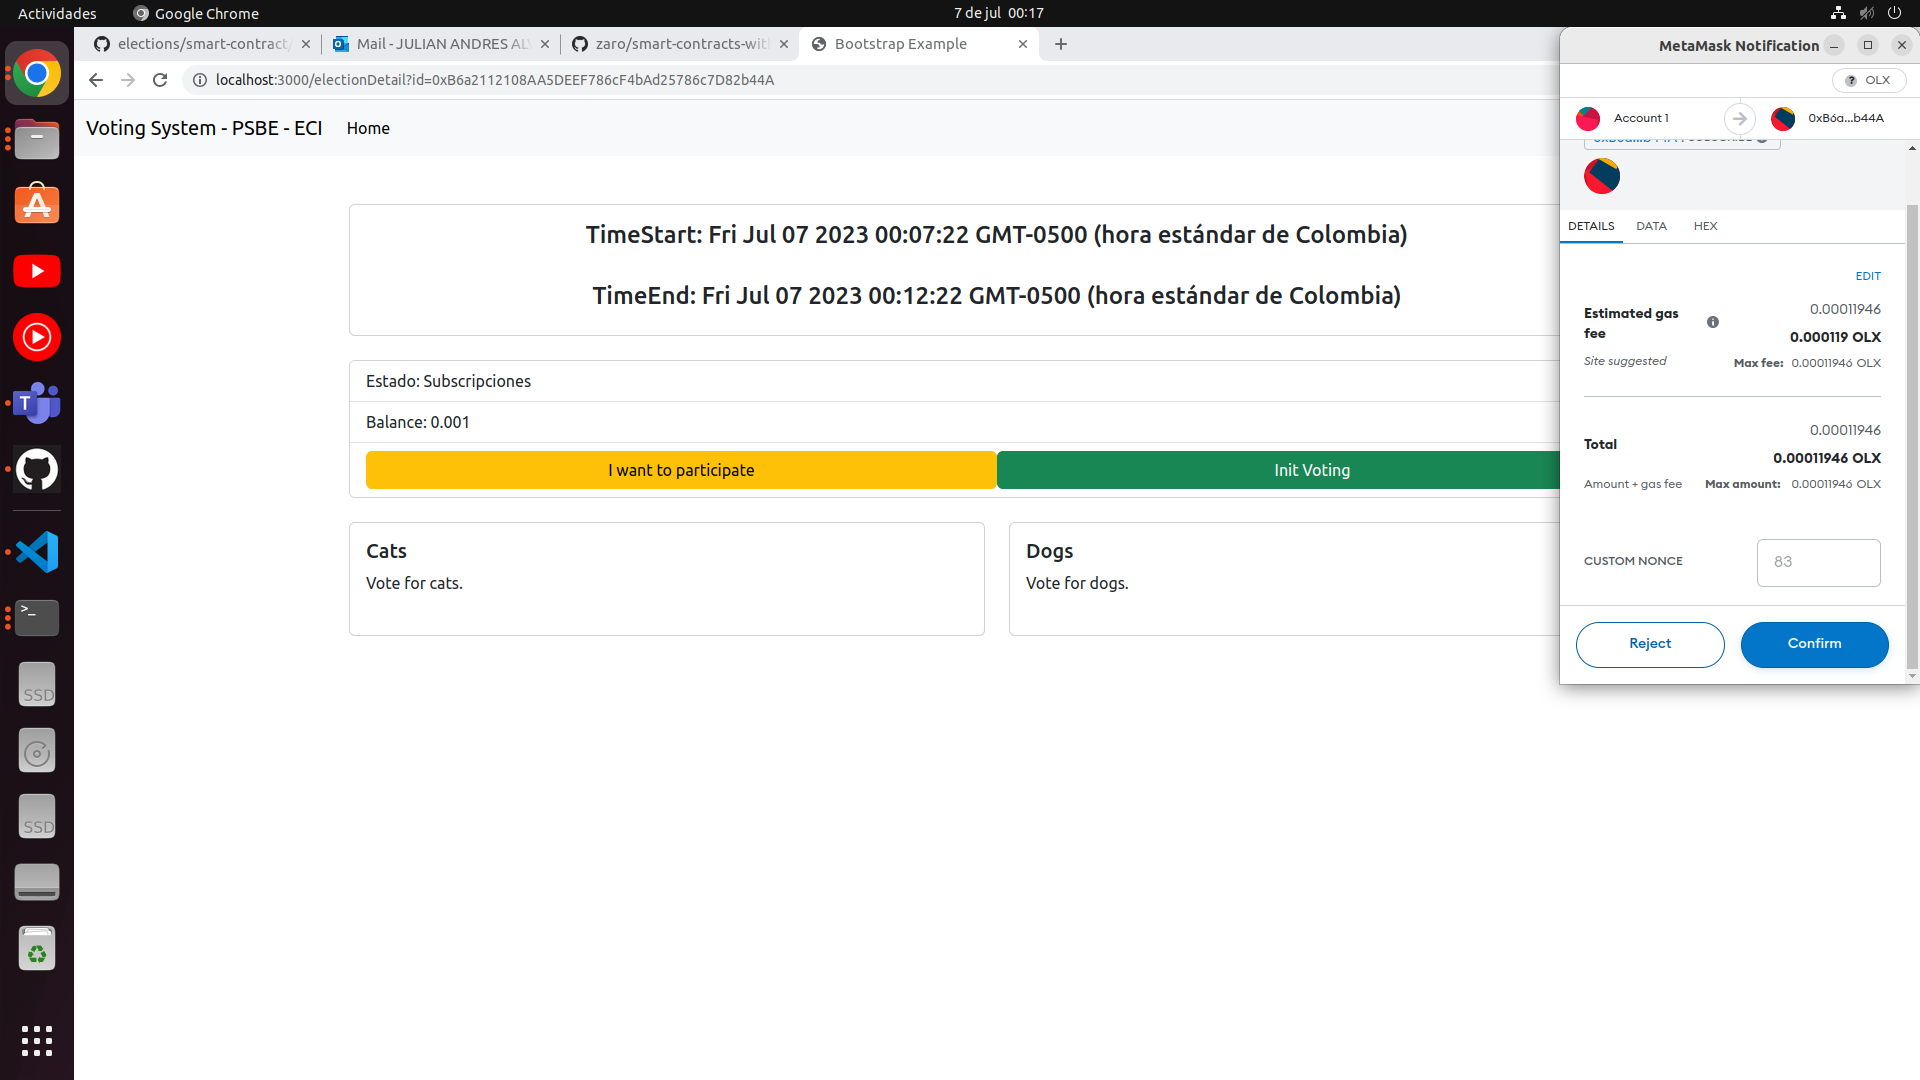 Actividades
Google Chrome
7 de jul 00:17
elections/smart-contract/
Mail - JULIAN ANDRES AL
zaro/smart-contracts-wit
Bootstrap Example
localhost:3000/electionDetail?id=0xB6a2112108AA5DEEF786cF4bAd25786c7D82b44A
Voting System - PSBE - ECI
Home
TimeStart: Fri Jul 07 2023 00:07:22 GMT-0500 (hora estándar de Colombia)
TimeEnd: Fri Jul 07 2023 00:12:22 GMT-0500 (hora estándar de Colombia)
Estado: Subscripciones
Balance: 0.001
I want to participate
Init Voting
Cats
Vote for cats.
Dogs
Vote for dogs.
MetaMask Notification
? OLX
Account 1
0xB6a...b44A
DETAILS
DATA
HEX
EDIT
Estimated gas
fee
0.00011946
0.000119 OLX
Site suggested
Max fee: 0.00011946 OLX
0.00011946
Total
0.00011946 OLX
Amount + gas fee
Max amount: 0.00011946 OLX
CUSTOM NONCE
83
Reject
Confirm
T
>_
SSD
SSD